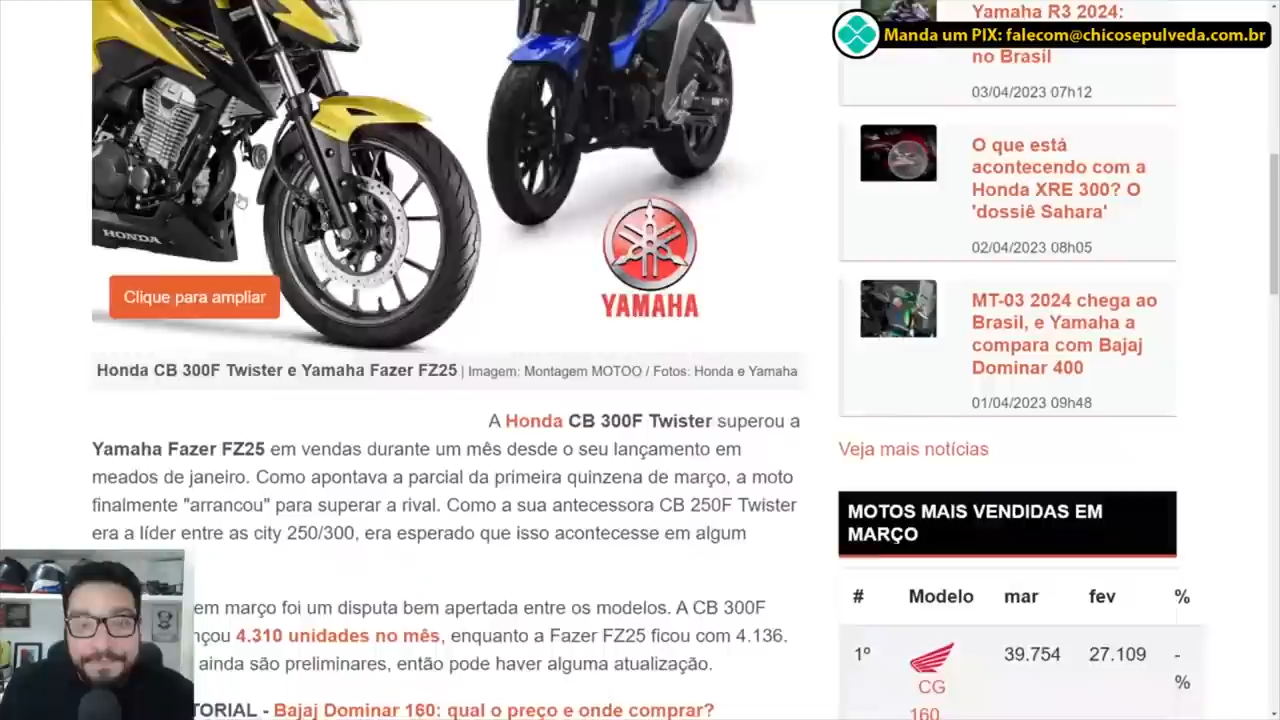 Yamaha R3 2024:
Manda um PIX: falecom@chicosepulveda.com.br
no Brasil
03/04/2023 07h12
O que está
acontecendo com a
Honda XRE 300? O
'dossiê Sahara'
02/04/2023 08h05
MT-03 2024 chega ao
Brasil, e Yamaha a
compara com Bajaj
Dominar 400
01/04/2023 09h48
Veja mais notícias
MOTOS MAIS VENDIDAS EM
MARÇO
# Modelo mar fev %
1º CG 160 39.754 27.109 - %
HONDA
YAMAHA
Clique para ampliar
Honda CB 300F Twister e Yamaha Fazer FZ25 | Imagem: Montagem MOTOO / Fotos: Honda e Yamaha
A Honda CB 300F Twister superou a
Yamaha Fazer FZ25 em vendas durante um mês desde o seu lançamento em
meados de janeiro. Como apontava a parcial da primeira quinzena de março, a moto
finalmente "arrancou" para superar a rival. Como a sua antecessora CB 250F Twister
era a líder entre as city 250/300, era esperado que isso acontecesse em algum
em março foi um disputa bem apertada entre os modelos. A CB 300F
nçou 4.310 unidades no mês, enquanto a Fazer FZ25 ficou com 4.136.
ainda são preliminares, então pode haver alguma atualização.
TORIAL - Bajaj Dominar 160: qual o preço e onde comprar?